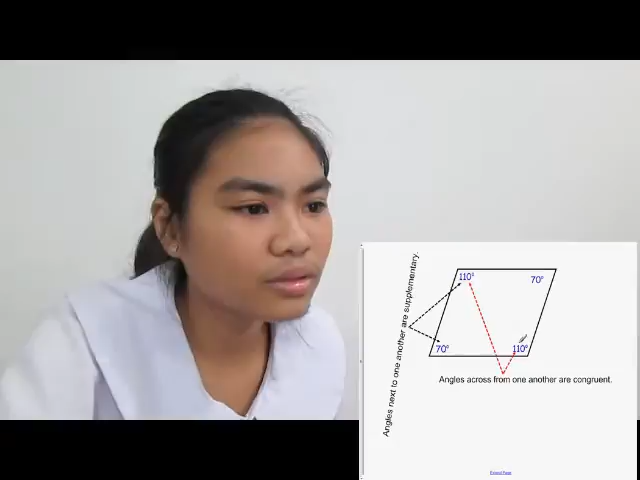 Angles next to one another are supplementary.
110°
70°
70°
110°
Angles across from one another are congruent.